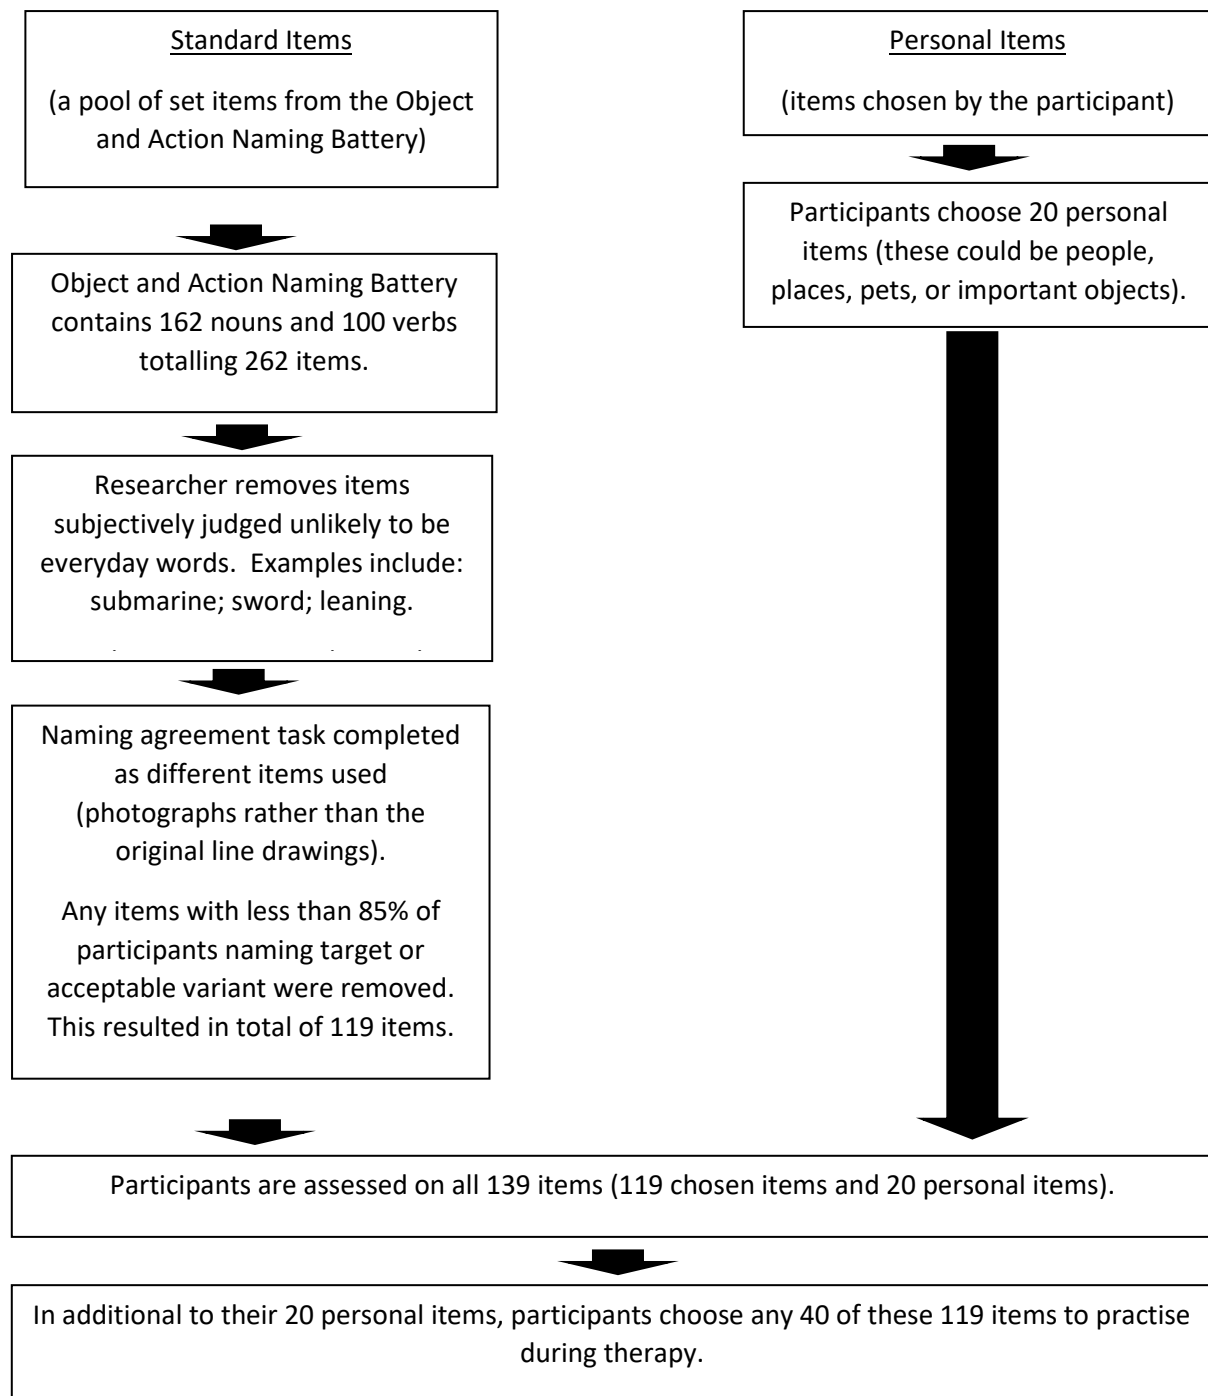 Standard Items
(a pool of set items from the Object
and Action Naming Battery)
Object and Action Naming Battery
contains 162 nouns and 100 verbs
totalling 262 items.
Researcher removes items
subjectively judged unlikely to be
everyday words.  Examples include:
submarine; sword; leaning.
Naming agreement task completed
as different items used
(photographs rather than the
original line drawings).
Any items with less than 85% of
participants naming target or
acceptable variant were removed.
This resulted in total of 119 items.
Personal Items
(items chosen by the participant)
Participants choose 20 personal
items (these could be people,
places, pets, or important objects).
Participants are assessed on all 139 items (119 chosen items and 20 personal items).
In additional to their 20 personal items, participants choose any 40 of these 119 items to practise
during therapy.